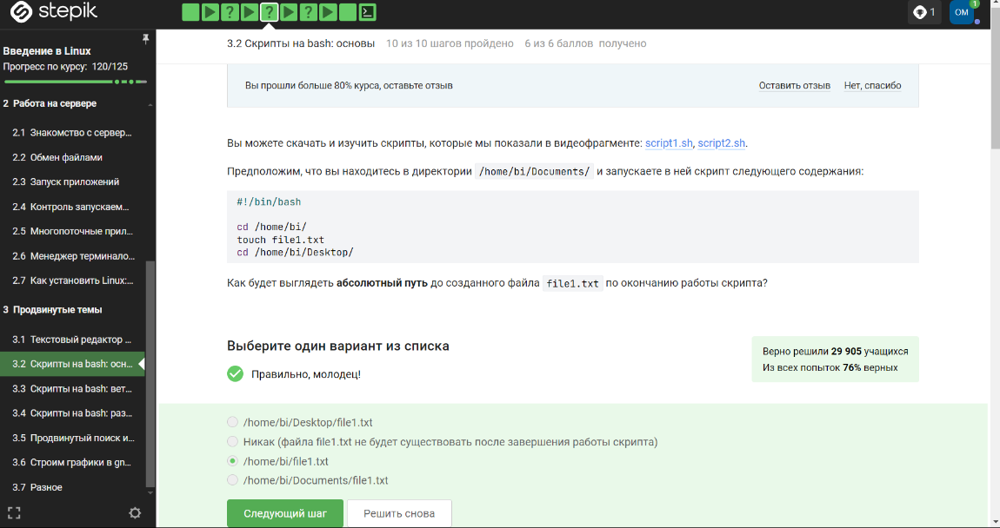 stepik
1
OM
1
Введение в Linux
Прогресс по курсу: 120/125
2 Работа на сервере
2.1 Знакомство с сервер...
2.2 Обмен файлами
2.3 Запуск приложений
2.4 Контроль запускаем...
2.5 Многопоточные прил...
2.6 Менеджер терминало...
2.7 Как установить Linux:...
3 Продвинутые темы
3.1 Текстовый редактор ...
3.2 Скрипты на bash: осн...
3.3 Скрипты на bash: вет...
3.4 Скрипты на bash: раз...
3.5 Продвинутый поиск и...
3.6 Строим графики в gn...
3.7 Разное
3.2 Скрипты на bash: основы 10 из 10 шагов пройдено 6 из 6 баллов получено
Вы прошли больше 80% курса, оставьте отзыв Оставить отзыв Нет, спасибо
Вы можете скачать и изучить скрипты, которые мы показали в видеофрагменте: script1.sh, script2.sh.
Предположим, что вы находитесь в директории /home/bi/Documents/ и запускаете в ней скрипт следующего содержания:
#!/bin/bash
cd /home/bi/
touch file1.txt
cd /home/bi/Desktop/
Как будет выглядеть абсолютный путь до созданного файла file1.txt по окончанию работы скрипта?
Выберите один вариант из списка
Правильно, молодец!
Верно решили 29 905 учащихся
Из всех попыток 76% верных
/home/bi/Desktop/file1.txt
Никак (файла file1.txt не будет существовать после завершения работы скрипта)
/home/bi/file1.txt
/home/bi/Documents/file1.txt
Следующий шаг Решить снова